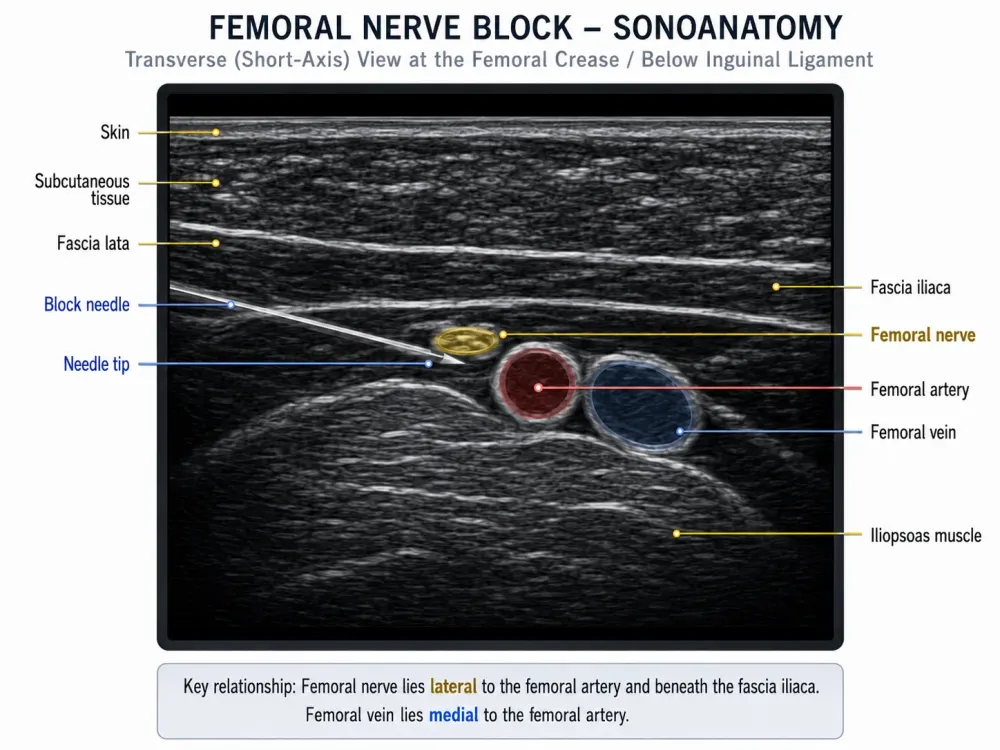 FEMORAL NERVE BLOCK – SONOANATOMY
Transverse (Short-Axis) View at the Femoral Crease / Below Inguinal Ligament
Skin
Subcutaneous
tissue
Fascia lata
Block needle
Needle tip
Fascia iliaca
Femoral nerve
Femoral artery
Femoral vein
Iliopsoas muscle
Key relationship: Femoral nerve lies lateral to the femoral artery and beneath the fascia iliaca.
Femoral vein lies medial to the femoral artery.